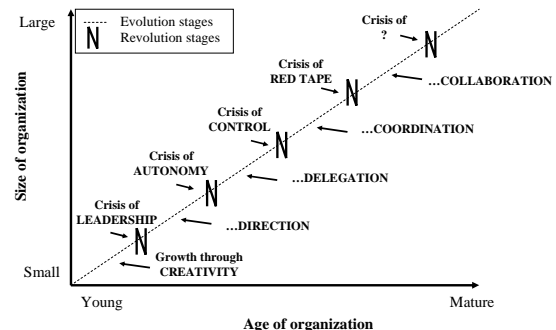 Large
Evolution stages
Revolution stages
Crisis of
?
…COLLABORATION
Crisis of
RED TAPE
…COORDINATION
Crisis of
CONTROL
…DELEGATION
Crisis of
AUTONOMY
…DIRECTION
Crisis of
LEADERSHIP
Growth through
CREATIVITY
Size of organization
Small
Young
Mature
Age of organization